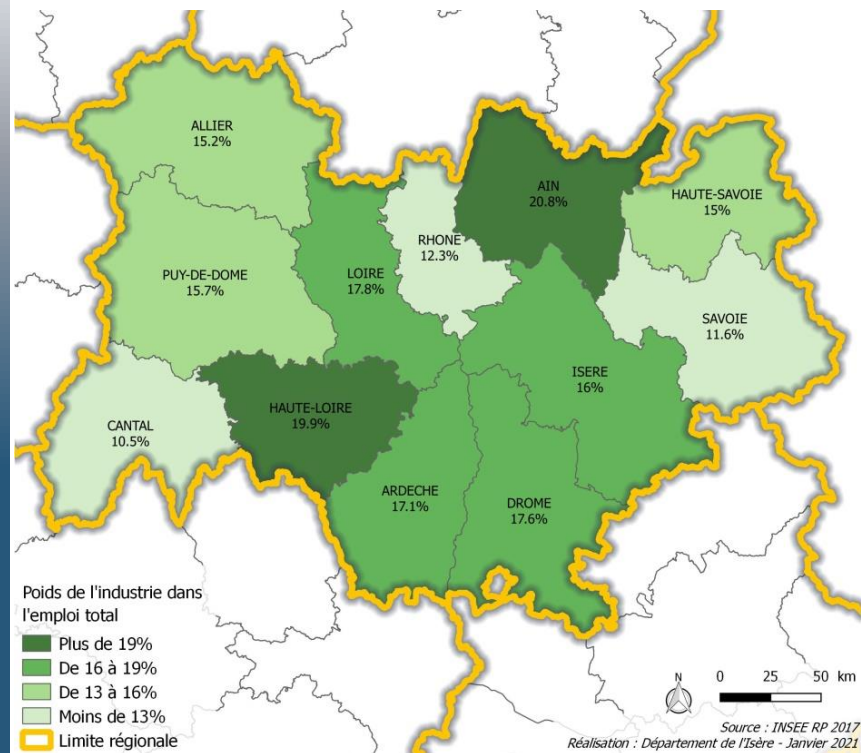 ALLIER
15.2%
AIN
20.8%
HAUTE-SAVOIE
15%
RHONE
12.3%
PUY-DE-DOME
15.7%
LOIRE
17.8%
SAVOIE
11.6%
ISERE
16%
HAUTE-LOIRE
19.9%
CANTAL
10.5%
ARDECHE
17.1%
DROME
17.6%
Poids de l'industrie dans
l'emploi total
Plus de 19%
De 16 à 19%
De 13 à 16%
Moins de 13%
Limite régionale
N
0 25 50 km
Source : INSEE RP 2017
Réalisation : Département de l'Isère - Janvier 2021